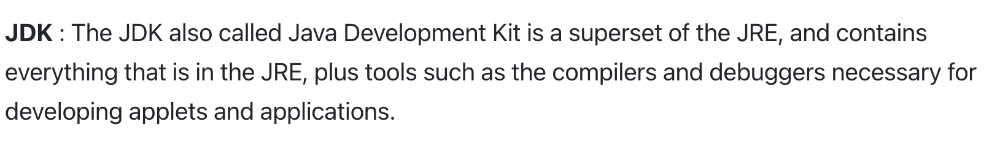 JDK : The JDK also called Java Development Kit is a superset of the JRE, and contains
everything that is in the JRE, plus tools such as the compilers and debuggers necessary for
developing applets and applications.